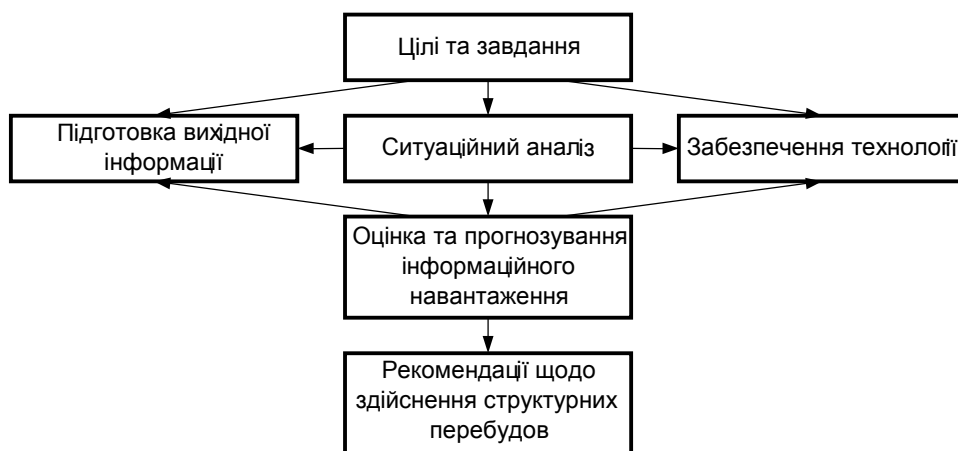 Цілі та завдання
Підготовка вихідної
інформації
Ситуаційний аналіз
Забезпечення технології
Оцінка та прогнозування
інформаційного
навантаження
Рекомендації щодо
здійснення структурних
перебудов